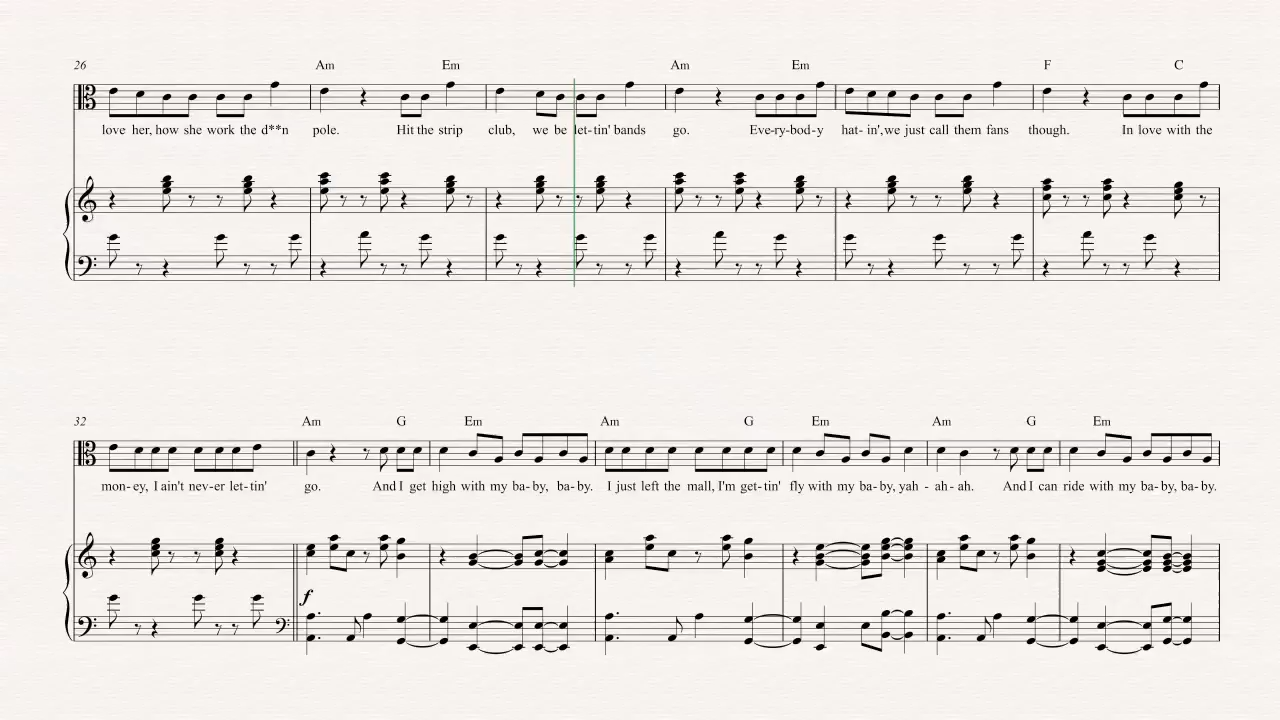 26 Am Em Am Em F C
love her, how she work the d**n pole. Hit the strip club, we be let-tin' bands go. Eve-ry-bod-y hat-in', we just call them fans though. In love with the
32 Am G Em Am G Em Am G Em
mon-ey, I ain't nev-er let-tin' go. And I get high with my ba-by, ba-by. I just left the mall, I'm get-tin' fly with my ba-by, yah-ah-ah. And I can ride with my ba-by, ba-by.
f